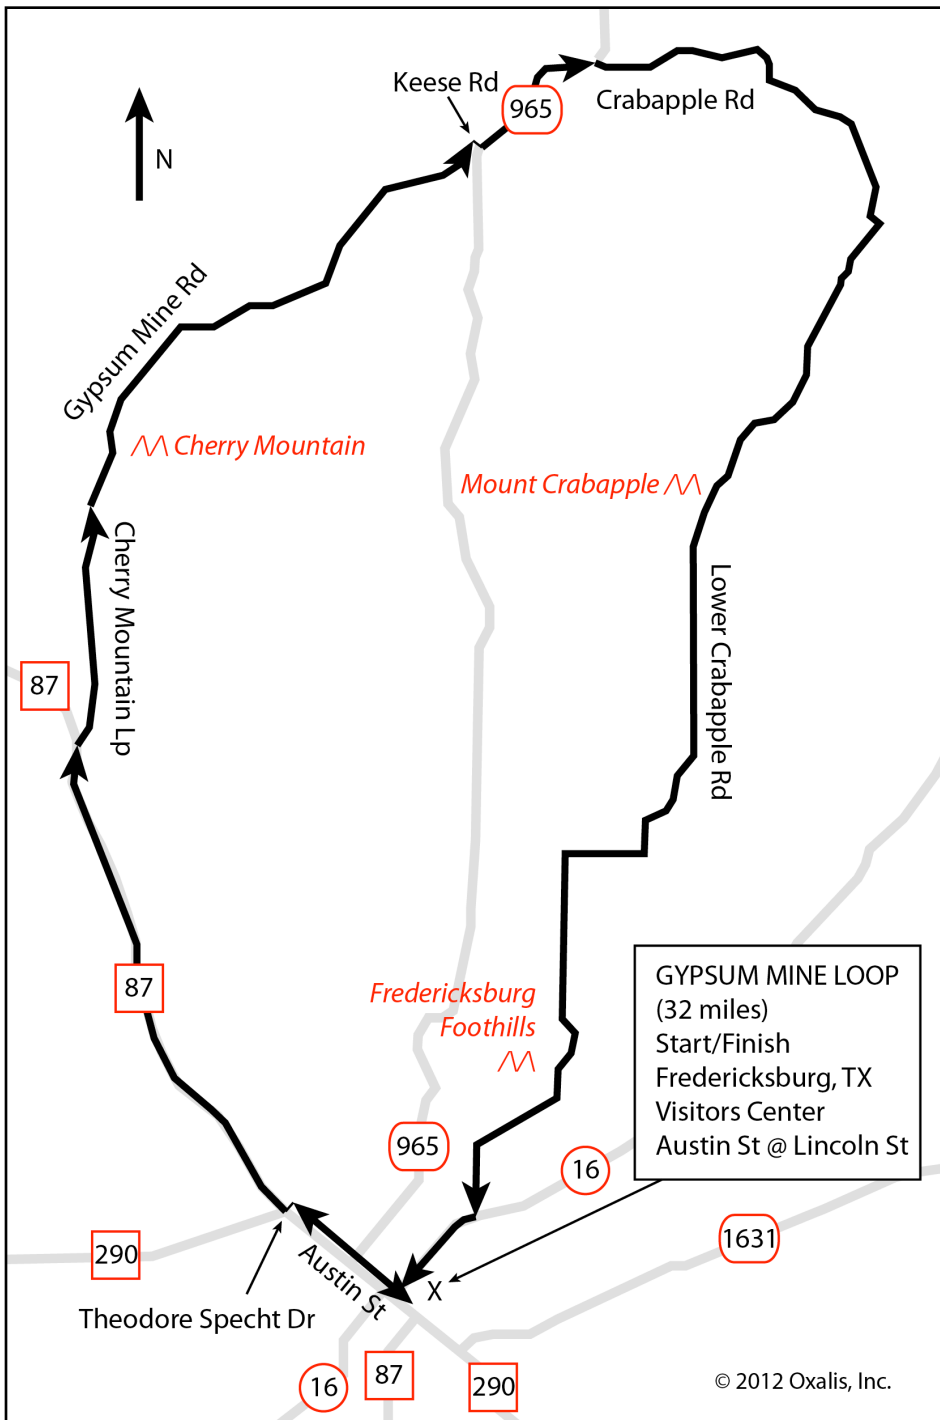 Keese Rd
965
Crabapple Rd
N
Gypsum Mine Rd
Cherry Mountain
Mount Crabapple
Cherry Mountain Lp
Lower Crabapple Rd
87
87
Fredericksburg
Foothills
GYPSUM MINE LOOP
(32 miles)
Start/Finish
Fredericksburg, TX
Visitors Center
Austin St @ Lincoln St
965
16
1631
290
Austin St
X
Theodore Specht Dr
16
87
290
© 2012 Oxalis, Inc.